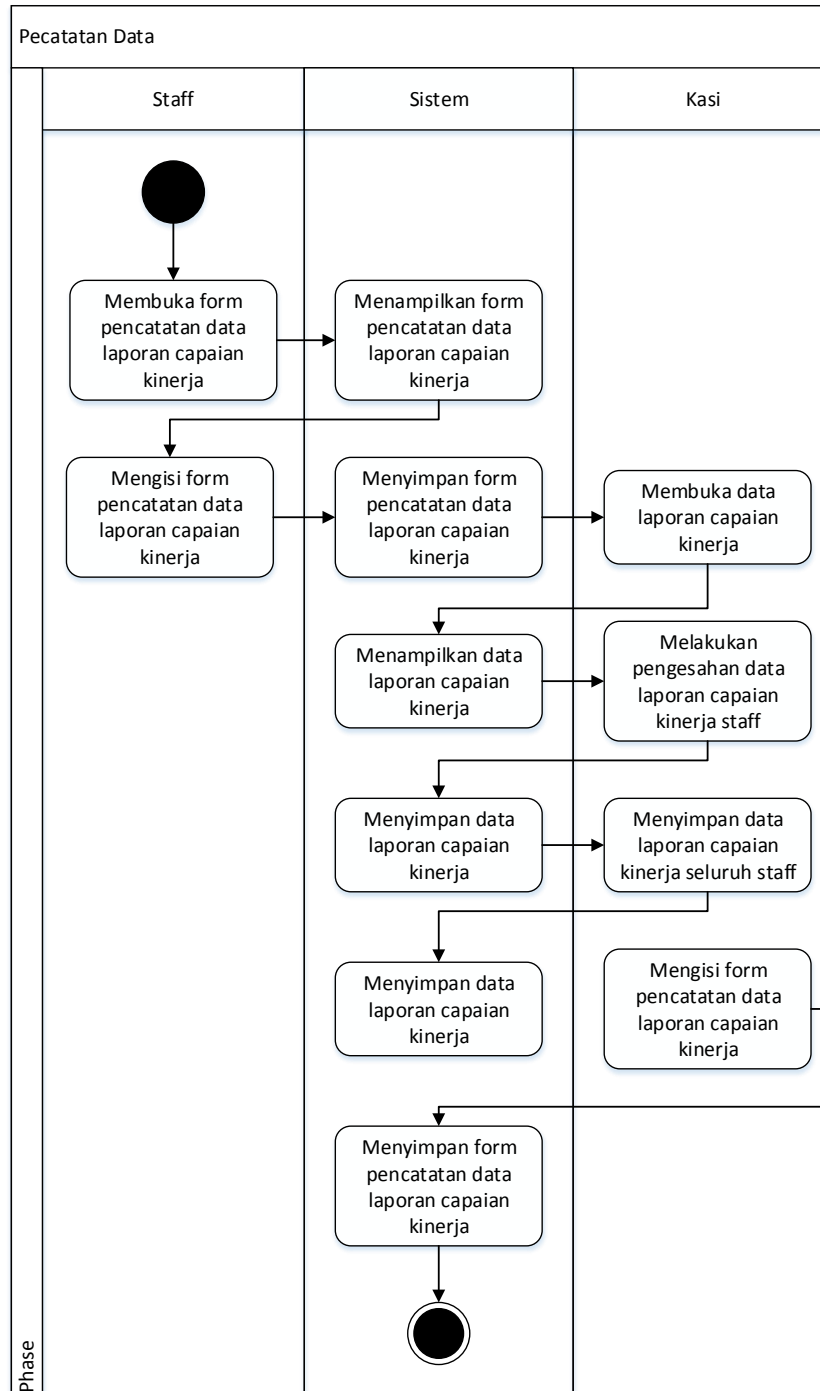 Pecatatan Data
Staff
Sistem
Kasi
Membuka form
pencatatan data
laporan capaian
kinerja
Menampilkan form
pencatatan data
laporan capaian
kinerja
Mengisi form
pencatatan data
laporan capaian
kinerja
Menyimpan form
pencatatan data
laporan capaian
kinerja
Membuka data
laporan capaian
kinerja
Menampilkan data
laporan capaian
kinerja
Melakukan
pengesahan data
laporan capaian
kinerja staff
Menyimpan data
laporan capaian
kinerja
Menyimpan data
laporan capaian
kinerja seluruh staff
Menyimpan data
laporan capaian
kinerja
Mengisi form
pencatatan data
laporan capaian
kinerja
Menyimpan form
pencatatan data
laporan capaian
kinerja
Phase